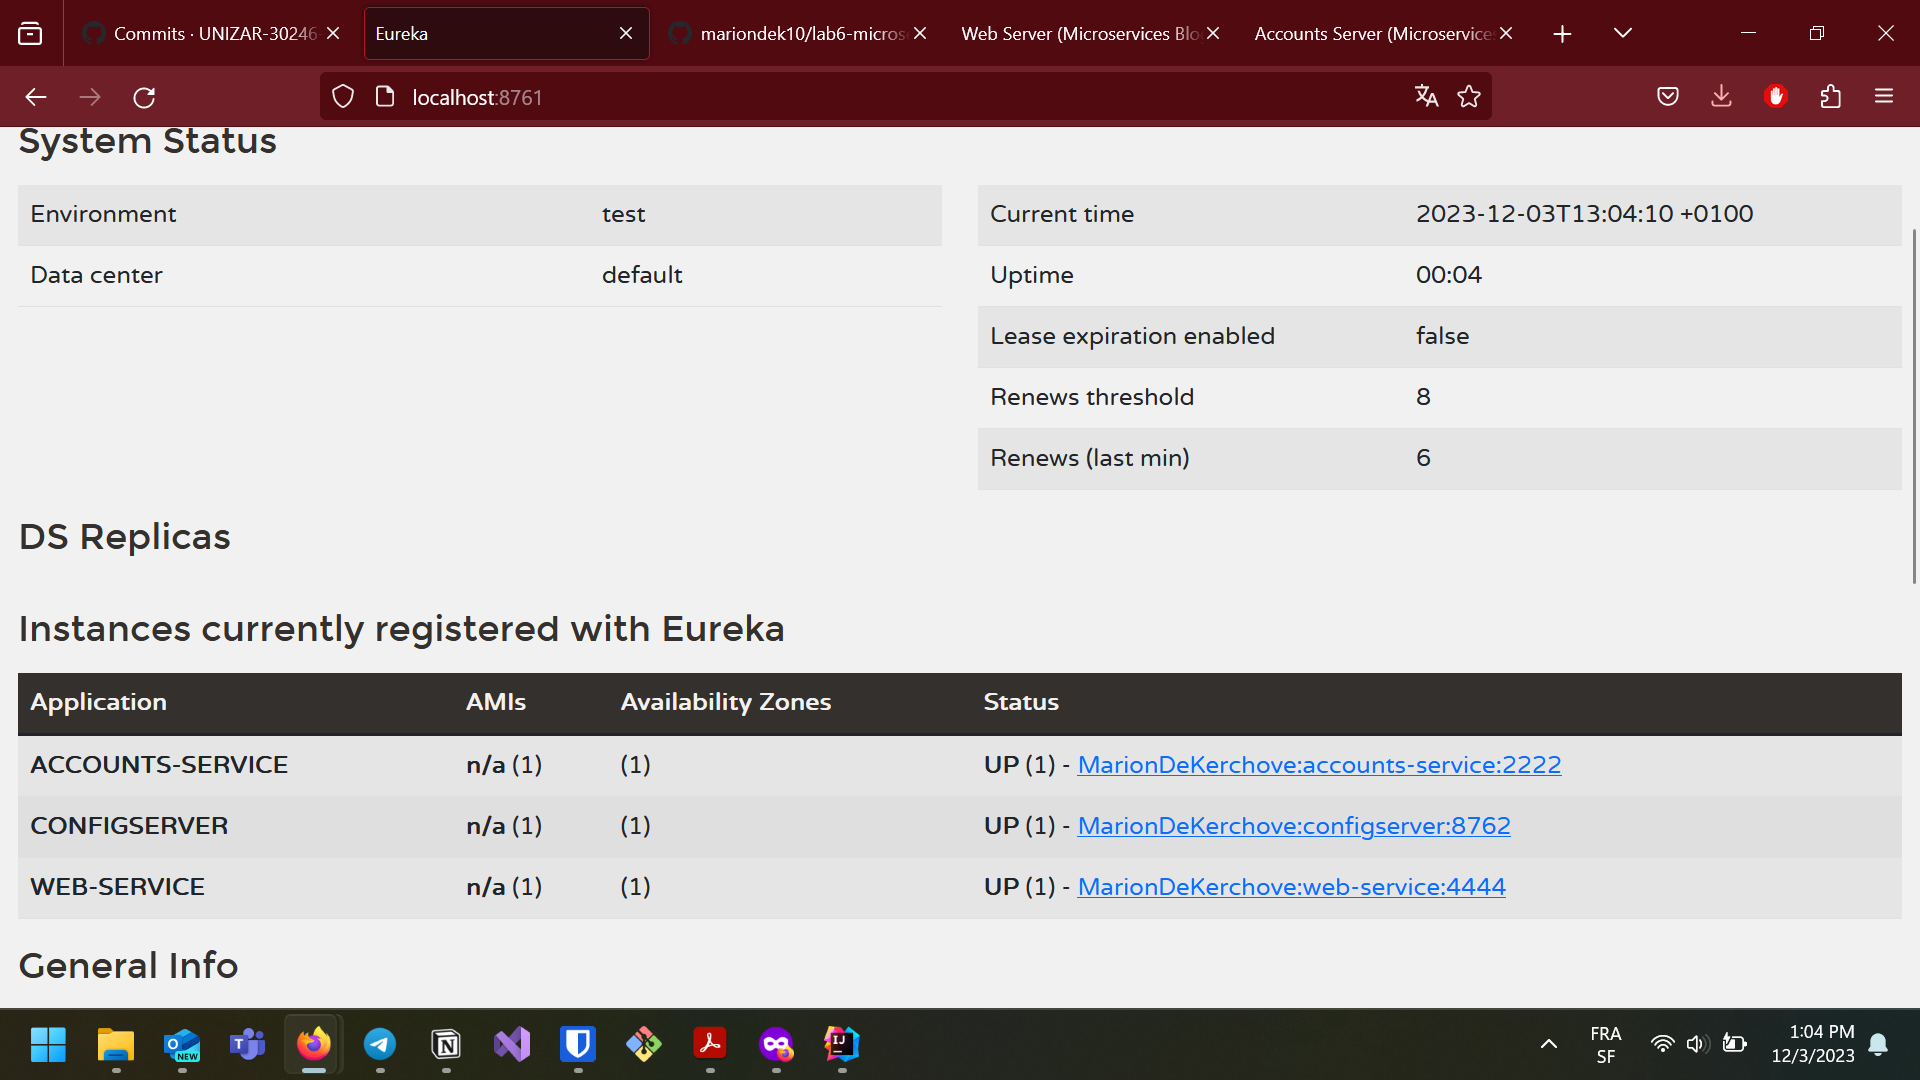 Commits · UNIZAR-30246-
Eureka
mariondek10/lab6-micros
Web Server (Microservices Blo
Accounts Server (Microservices
localhost:8761
System Status
Environment test
Data center default
Current time 2023-12-03T13:04:10 +0100
Uptime 00:04
Lease expiration enabled false
Renews threshold 8
Renews (last min) 6
DS Replicas
Instances currently registered with Eureka
Application AMIs Availability Zones Status
ACCOUNTS-SERVICE n/a (1) (1) UP (1) - MarionDeKerchove:accounts-service:2222
CONFIGSERVER n/a (1) (1) UP (1) - MarionDeKerchove:configserver:8762
WEB-SERVICE n/a (1) (1) UP (1) - MarionDeKerchove:web-service:4444
General Info
NEW
IJ
FRA
SF
1:04 PM
12/3/2023